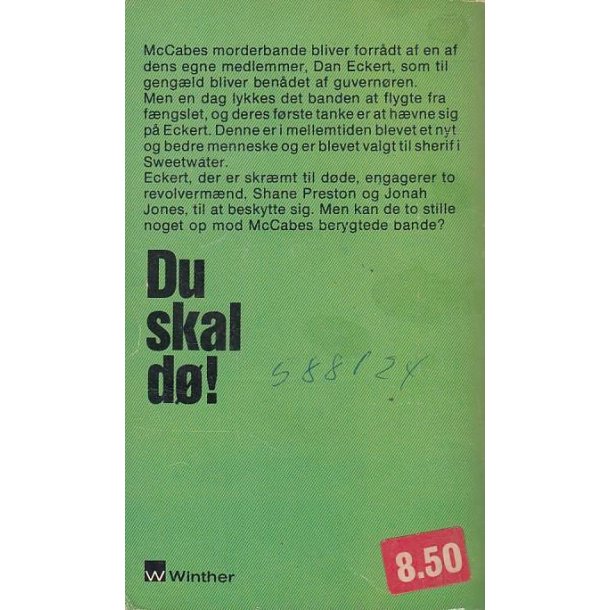 McCabes morderbande bliver forrådt af en af
dens egne medlemmer, Dan Eckert, som til
gengæld bliver benådet af guvernøren.
Men en dag lykkes det banden at flygte fra
fængslet, og deres første tanke er at hævne sig
på Eckert. Denne er i mellemtiden blevet et nyt
og bedre menneske og er blevet valgt til sherif i
Sweetwater.
Eckert, der er skræmt til døde, engagerer to
revolvermænd, Shane Preston og Jonah
Jones, til at beskytte sig. Men kan de to stille
noget op mod McCabes berygtede bande?
Du
skal
dø!
588124
8.50
W Winther